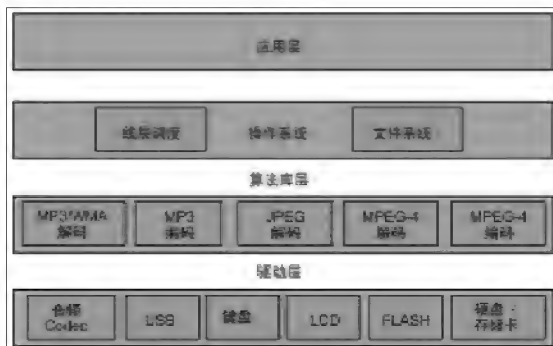 应用层
线程调度 操作系统 文件系统
算法库层
MP3/WMA 解码
MP3 编码
JPEG 解码
MPEG-4 解码
MPEG-4 编码
驱动层
音频 Codec
USB
键盘
LCD
FLASH
硬盘、存储卡